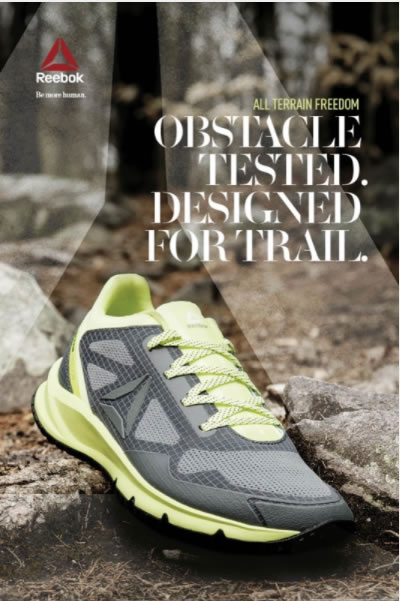 Reebok
Be more human.
ALL TERRAIN FREEDOM
OBSTACLE
TESTED.
DESIGNED
FOR TRAIL.